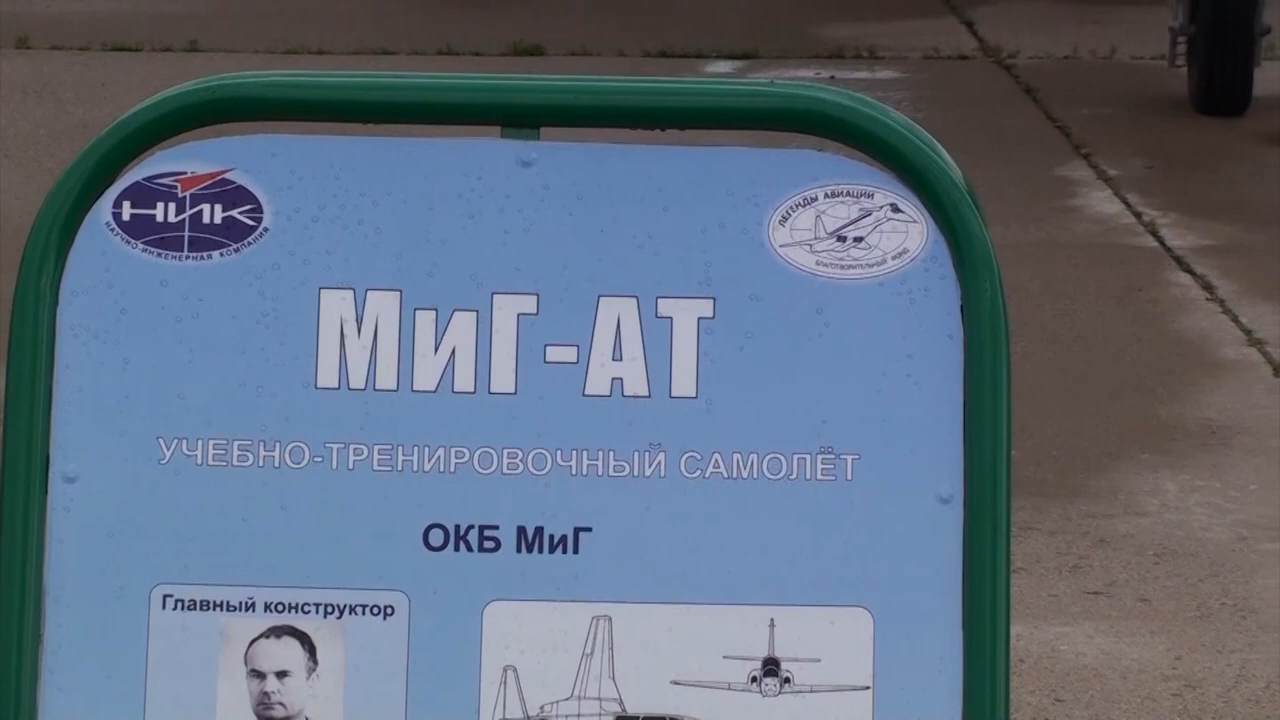 НИК
НАУЧНО-ИНЖЕНЕРНАЯ КОМПАНИЯ
ЛЕГЕНДЫ АВИАЦИИ
БЛАГОТВОРИТЕЛЬНЫЙ ФОНД
МиГ-АТ
УЧЕБНО-ТРЕНИРОВОЧНЫЙ САМОЛЁТ
ОКБ МиГ
Главный конструктор